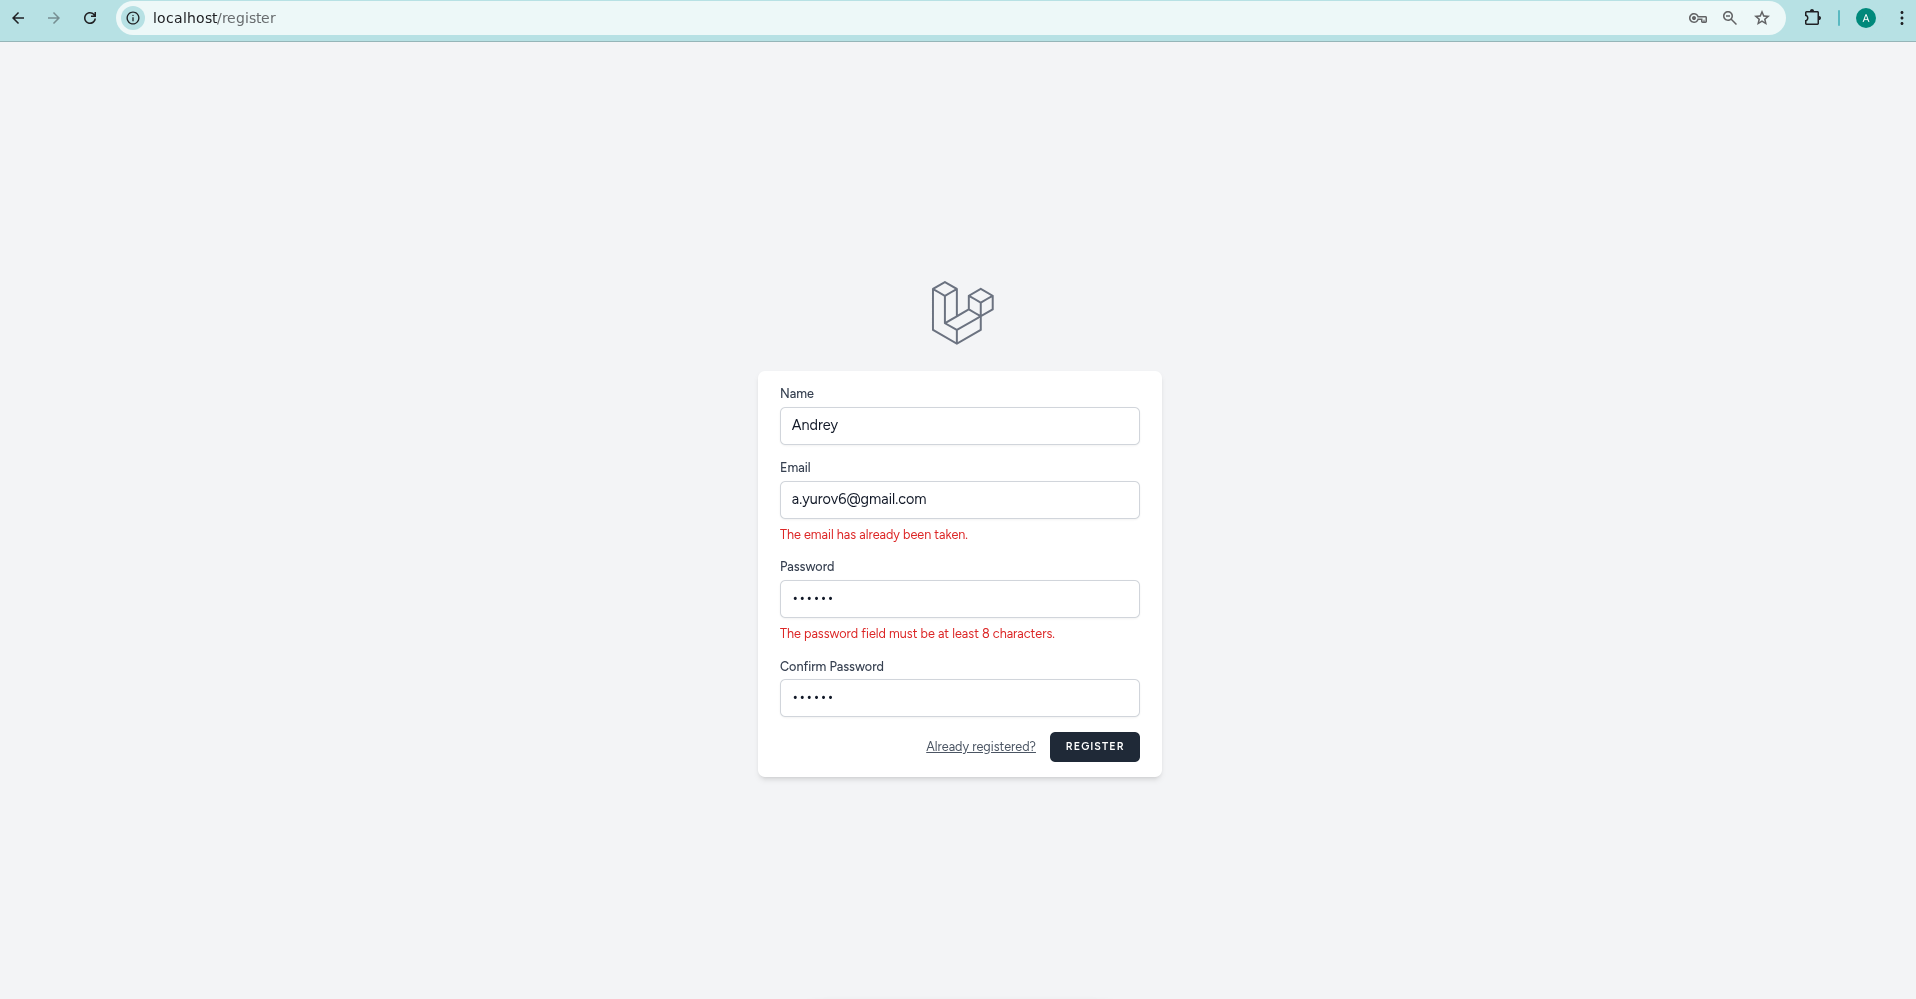 localhost/register
A
Name
Andrey
Email
a.yurov6@gmail.com
The email has already been taken.
Password
••••••
The password field must be at least 8 characters.
Confirm Password
••••••
Already registered? REGISTER